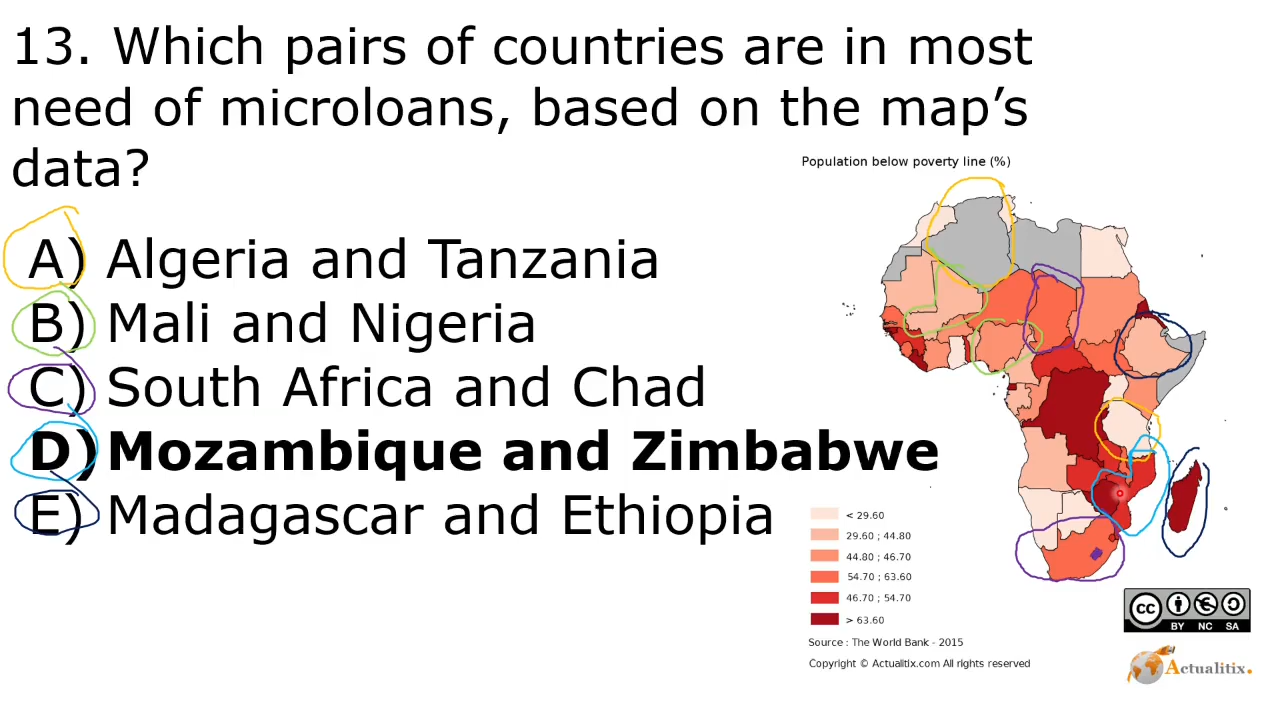 13. Which pairs of countries are in most
need of microloans, based on the map’s
data?
Population below poverty line (%)
A) Algeria and Tanzania
B) Mali and Nigeria
C) South Africa and Chad
D) Mozambique and Zimbabwe
E) Madagascar and Ethiopia
< 29.60
29.60 ; 44.80
44.80 ; 46.70
54.70 ; 63.60
46.70 ; 54.70
> 63.60
Source : The World Bank - 2015
Copyright © Actualitix.com All rights reserved
cc
BY NC SA
Actualitix.